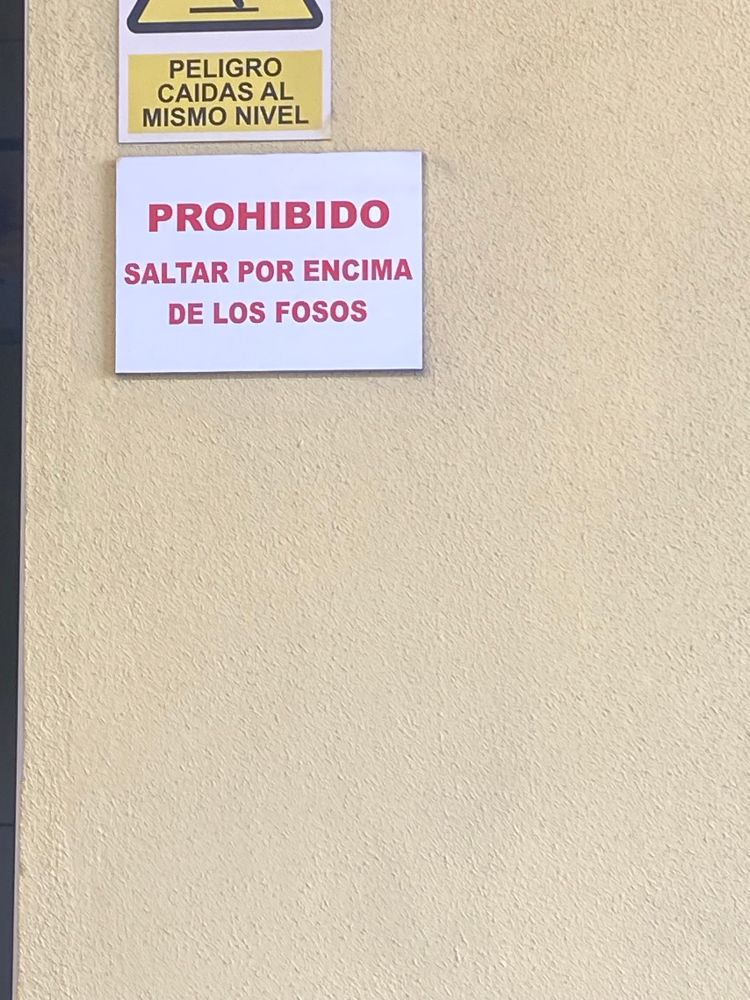 PELIGRO
CAIDAS AL
MISMO NIVEL
PROHIBIDO
SALTAR POR ENCIMA
DE LOS FOSOS